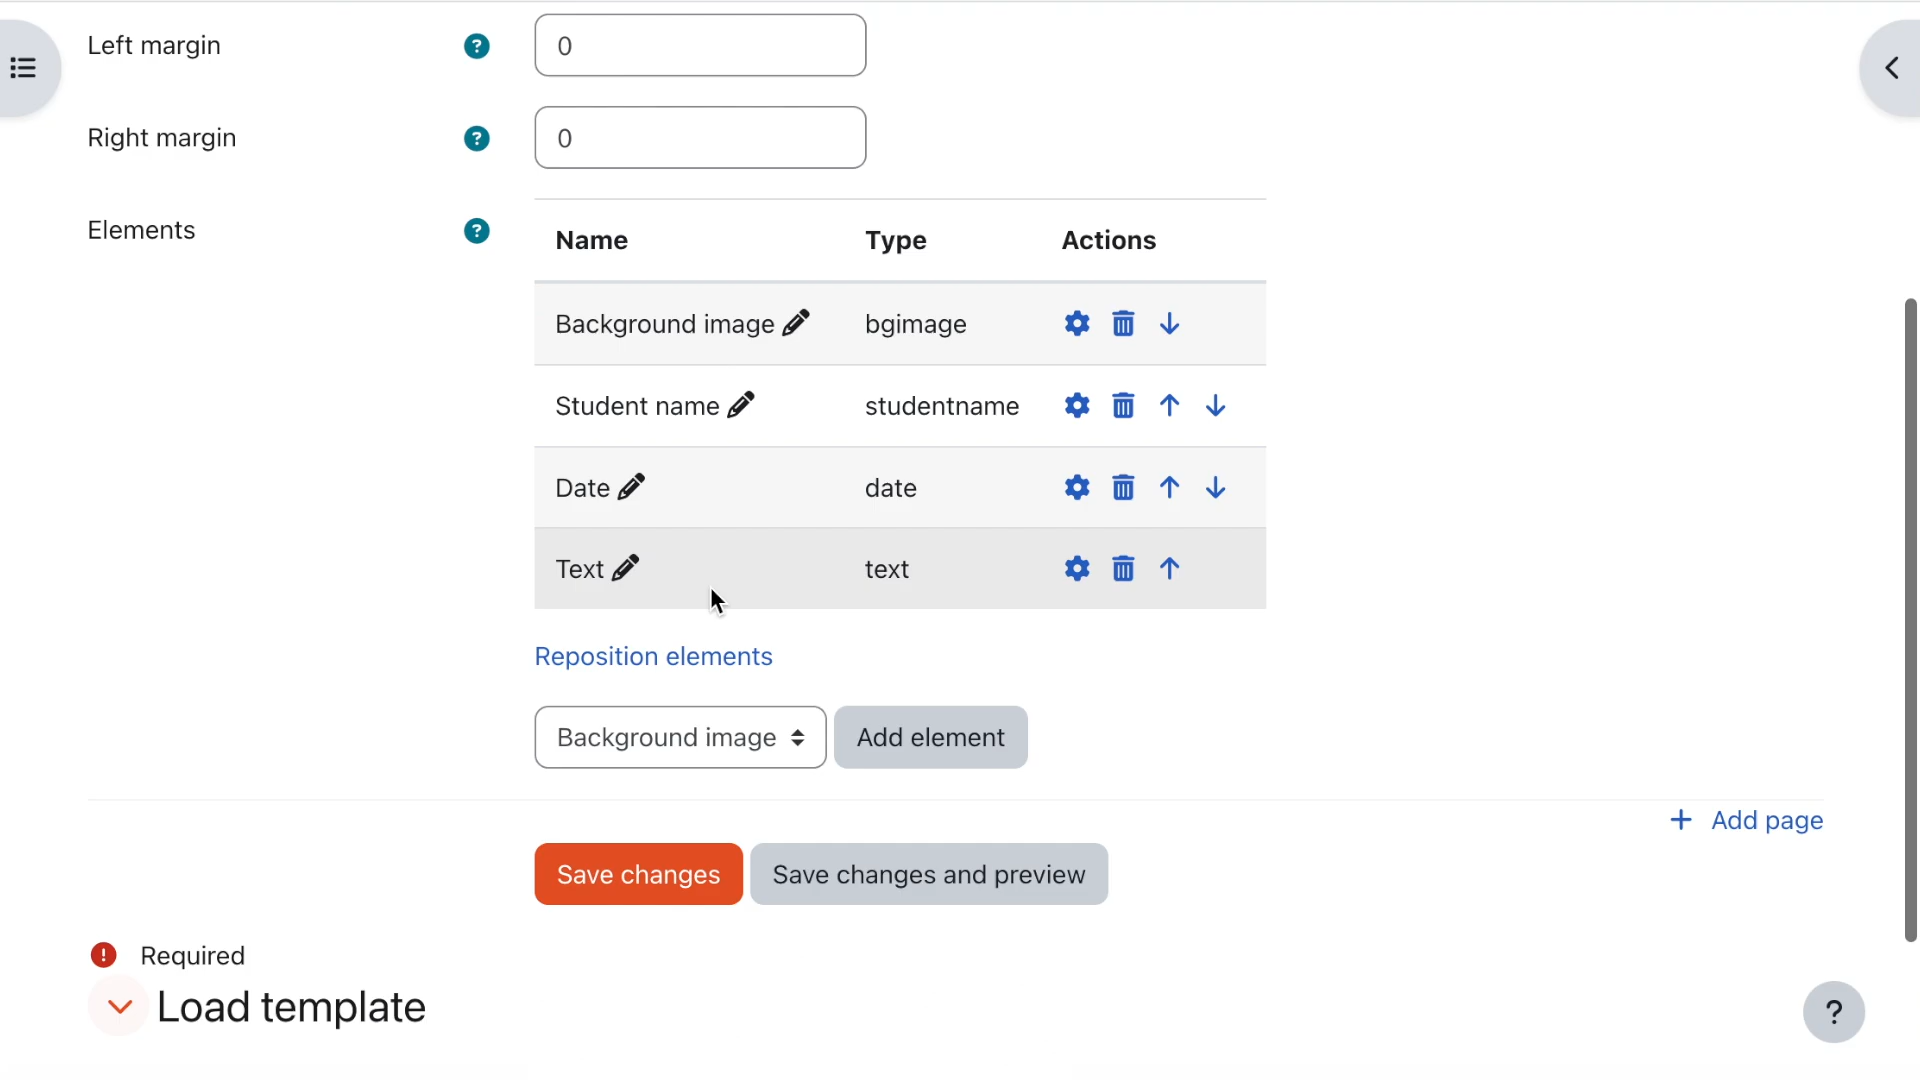 Left margin ? 0
Right margin ? 0
Elements ?
Name Type Actions
Background image bgimage
Student name studentname
Date date
Text text
Reposition elements
Background image Add element
+ Add page
Save changes Save changes and preview
! Required
Load template
?